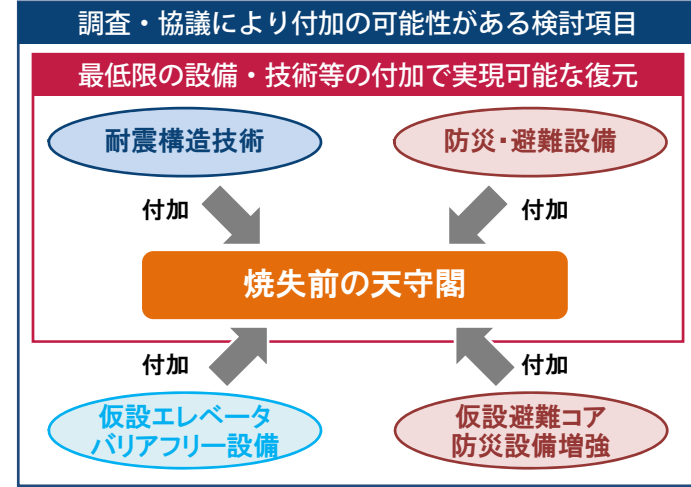 調査・協議により付加の可能性がある検討項目
最低限の設備・技術等の付加で実現可能な復元
耐震構造技術
防災・避難設備
付加
付加
焼失前の天守閣
付加
付加
仮設エレベータ
バリアフリー設備
仮設避難コア
防災設備増強